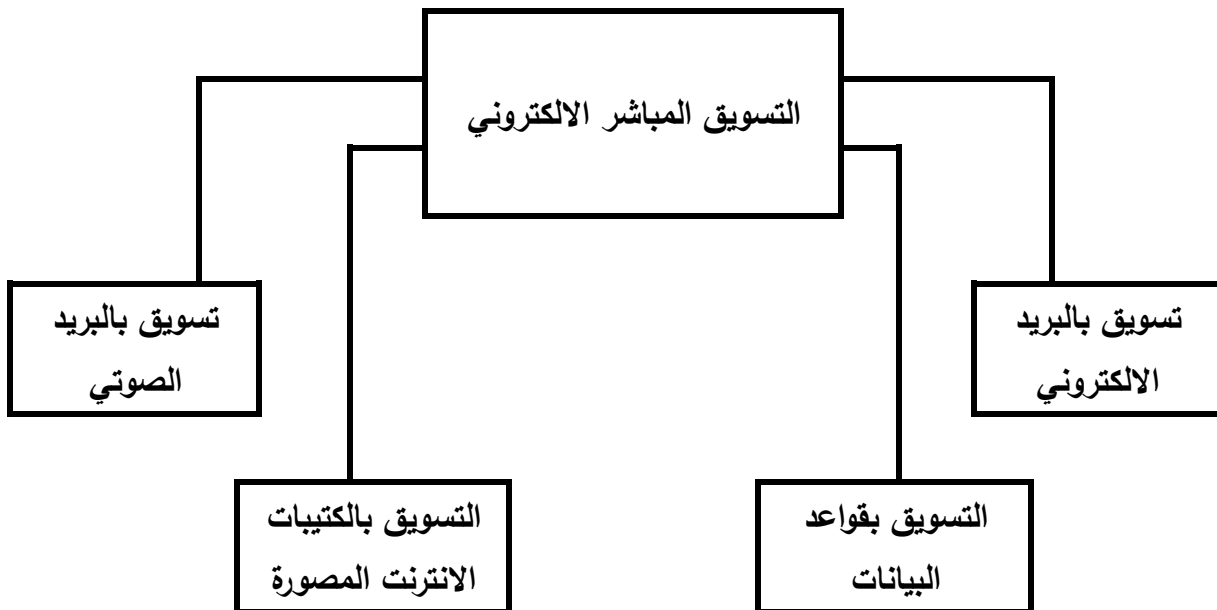 التسويق المباشر الالكتروني
تسويق بالبريد
الالكتروني
تسويق بالبريد
الصوتي
التسويق بقواعد
البيانات
التسويق بالكتيبات
الانترنت المصورة